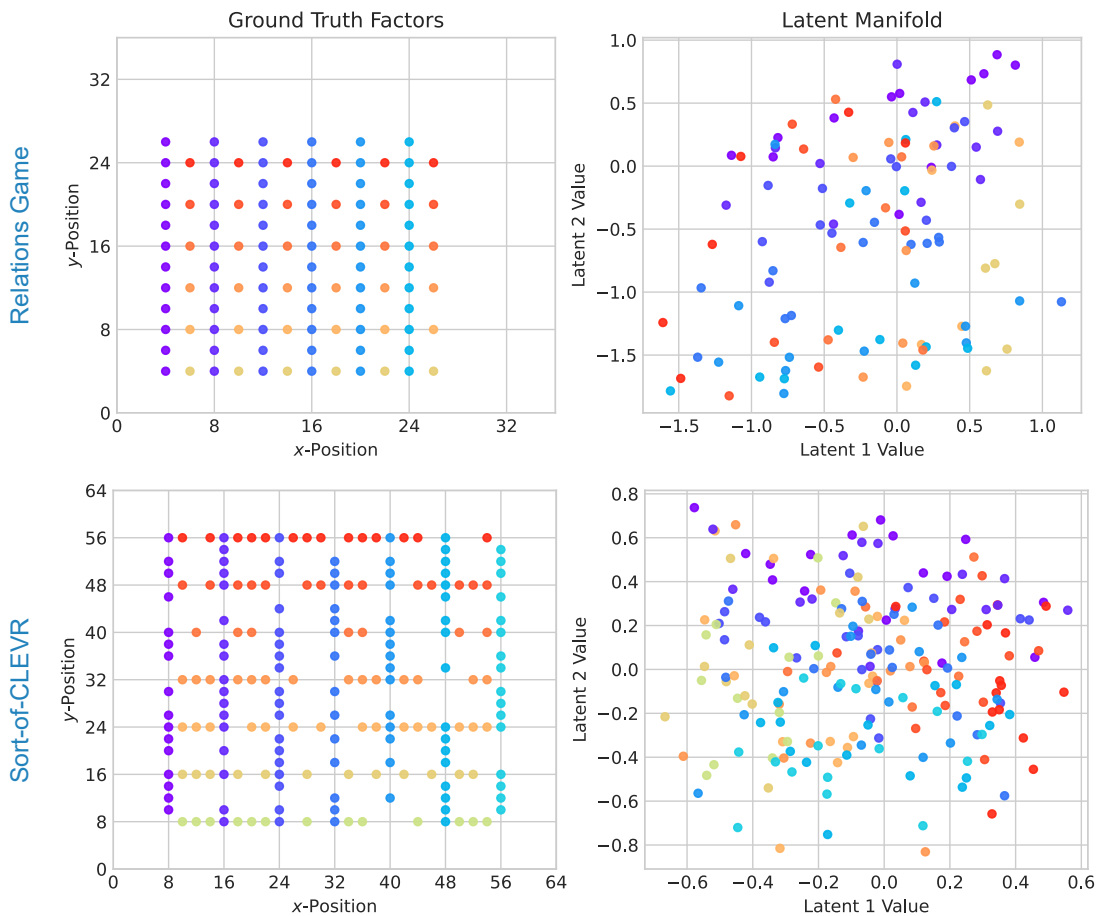 Ground Truth Factors
Latent Manifold
Relations Game
y-Position
32
24
16
8
0
0 8 16 24 32
x-Position
Latent 2 Value
1.0
0.5
0.0
−0.5
−1.0
−1.5
−1.5 −1.0 −0.5 0.0 0.5 1.0
Latent 1 Value
Sort-of-CLEVR
y-Position
64
56
48
40
32
24
16
8
0
0 8 16 24 32 40 48 56 64
x-Position
Latent 2 Value
0.8
0.6
0.4
0.2
0.0
−0.2
−0.4
−0.6
−0.8
−0.6 −0.4 −0.2 0.0 0.2 0.4 0.6
Latent 1 Value